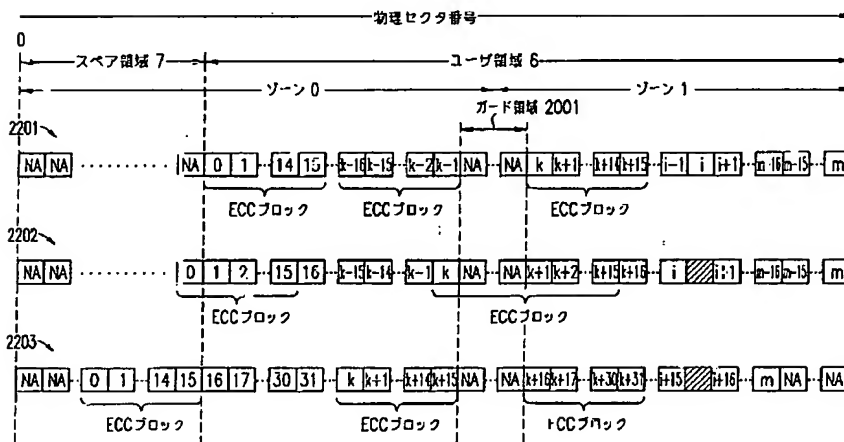 物理セクタ番号
0
スペア領域 7 ユーザ領域 6
ゾーン 0 ゾーン 1
ガード領域 2001
2201
NA NA NA 0 1 14 15 k-16 k-15 k-2 k-1 NA NA k k+1 k+14 k+15 i-1 i i+1 m-16 m-15 m
ECCブロック ECCブロック ECCブロック
2202
NA NA 0 1 2 15 16 k-15 k-14 k-1 k NA NA k+1 k+2 k+15 k+16 i i+1 m-16 m-15 m
ECCブロック ECCブロック
2203
NA NA 0 1 14 15 16 17 30 31 k k+1 k+14 k+15 NA NA k+16 k+17 k+30 k+31 i+15 i+16 m NA NA
ECCブロック ECCブロック ECCブロック